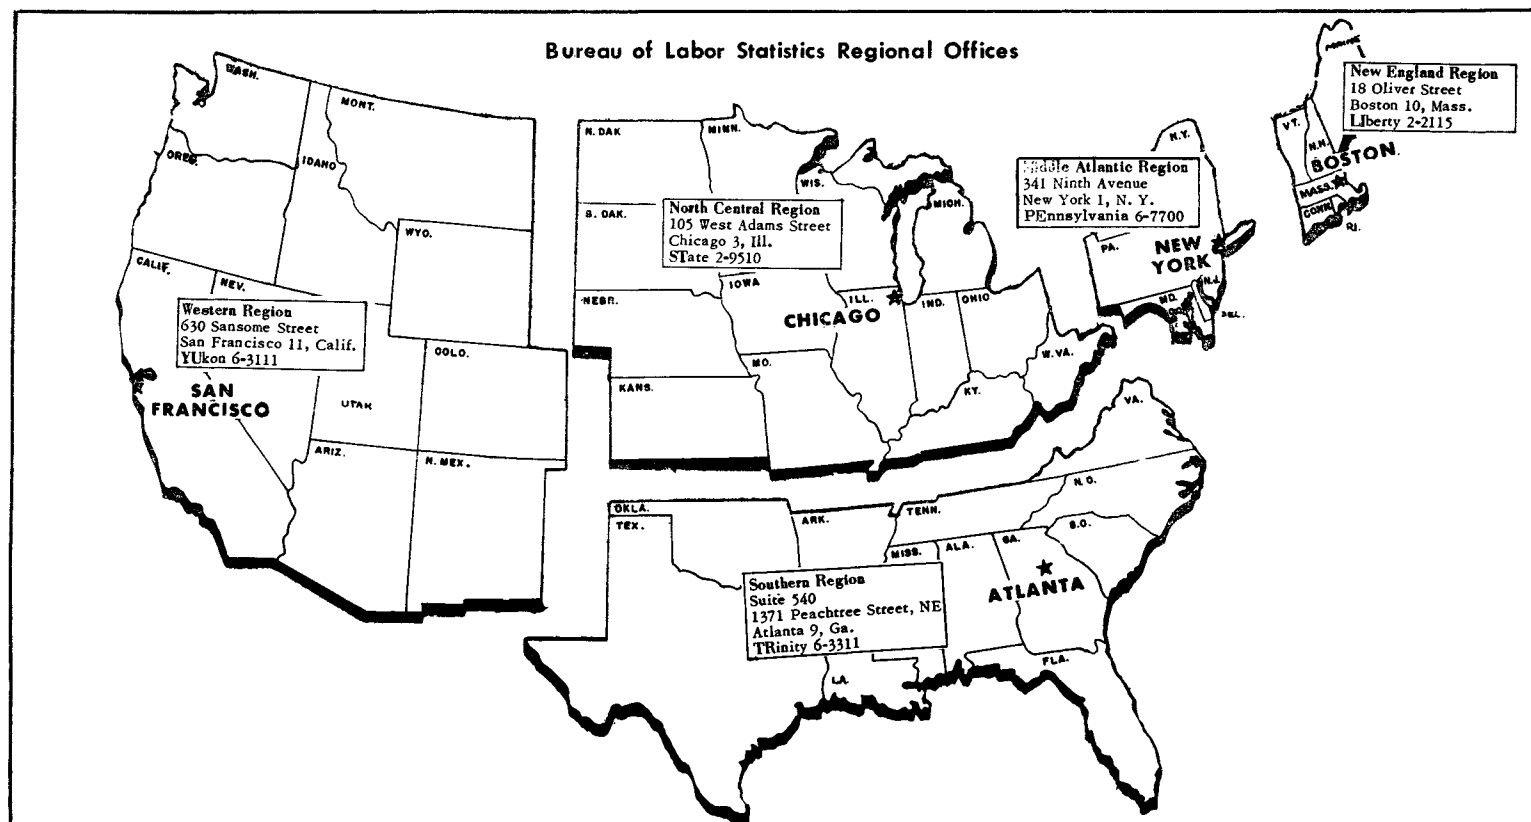 Bureau of Labor Statistics Regional Offices
WASH.
MONT.
OREG.
IDAHO
WYO.
CALIF.
NEV.
Western Region
630 Sansome Street
San Francisco 11, Calif.
YUkon 6-3111
SAN
FRANCISCO
UTAH
COLO.
ARIZ.
N. MEX.
N. DAK
MINN.
WIS.
MICH.
S. DAK.
North Central Region
105 West Adams Street
Chicago 3, Ill.
STate 2-9510
IOWA
NEBR.
ILL.
IND.
OHIO
CHICAGO
KANS.
MO.
KY.
W. VA.
MAINE
New England Region
18 Oliver Street
Boston 10, Mass.
LIberty 2-2115
VT.
N.H.
BOSTON
MASS.
CONN.
R.I.
N.Y.
Middle Atlantic Region
341 Ninth Avenue
New York 1, N. Y.
PEnnsylvania 6-7700
PA.
NEW
YORK
N.J.
MD.
DEL.
VA.
OKLA.
TEX.
ARK.
TENN.
N. C.
S.C.
MISS.
ALA.
GA.
Southern Region
Suite 540
1371 Peachtree Street, NE
Atlanta 9, Ga.
TRinity 6-3311
ATLANTA
LA.
FLA.